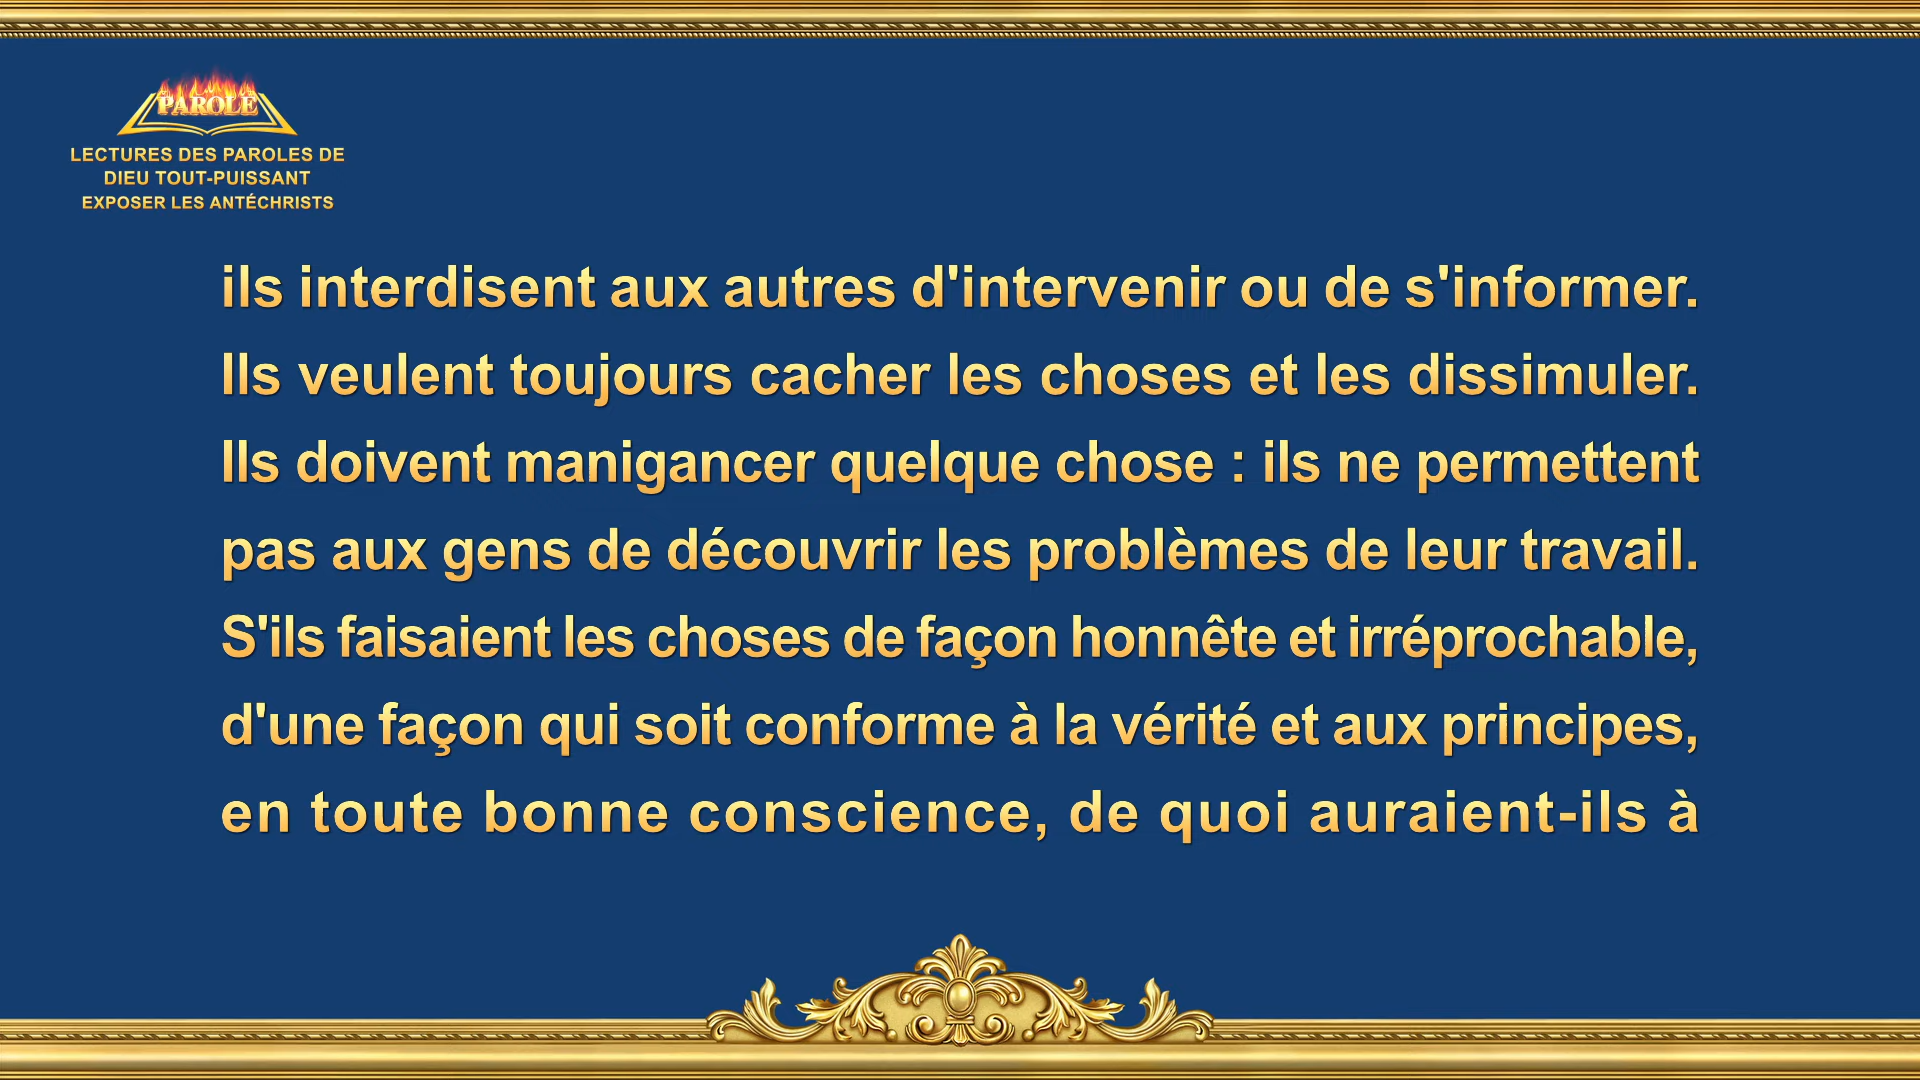 PAROLE
LECTURES DES PAROLES DE
DIEU TOUT-PUISSANT
EXPOSER LES ANTÉCHRISTS
ils interdisent aux autres d'intervenir ou de s'informer.
Ils veulent toujours cacher les choses et les dissimuler.
Ils doivent manigancer quelque chose : ils ne permettent
pas aux gens de découvrir les problèmes de leur travail.
S'ils faisaient les choses de façon honnête et irréprochable,
d'une façon qui soit conforme à la vérité et aux principes,
en toute bonne conscience, de quoi auraient-ils à